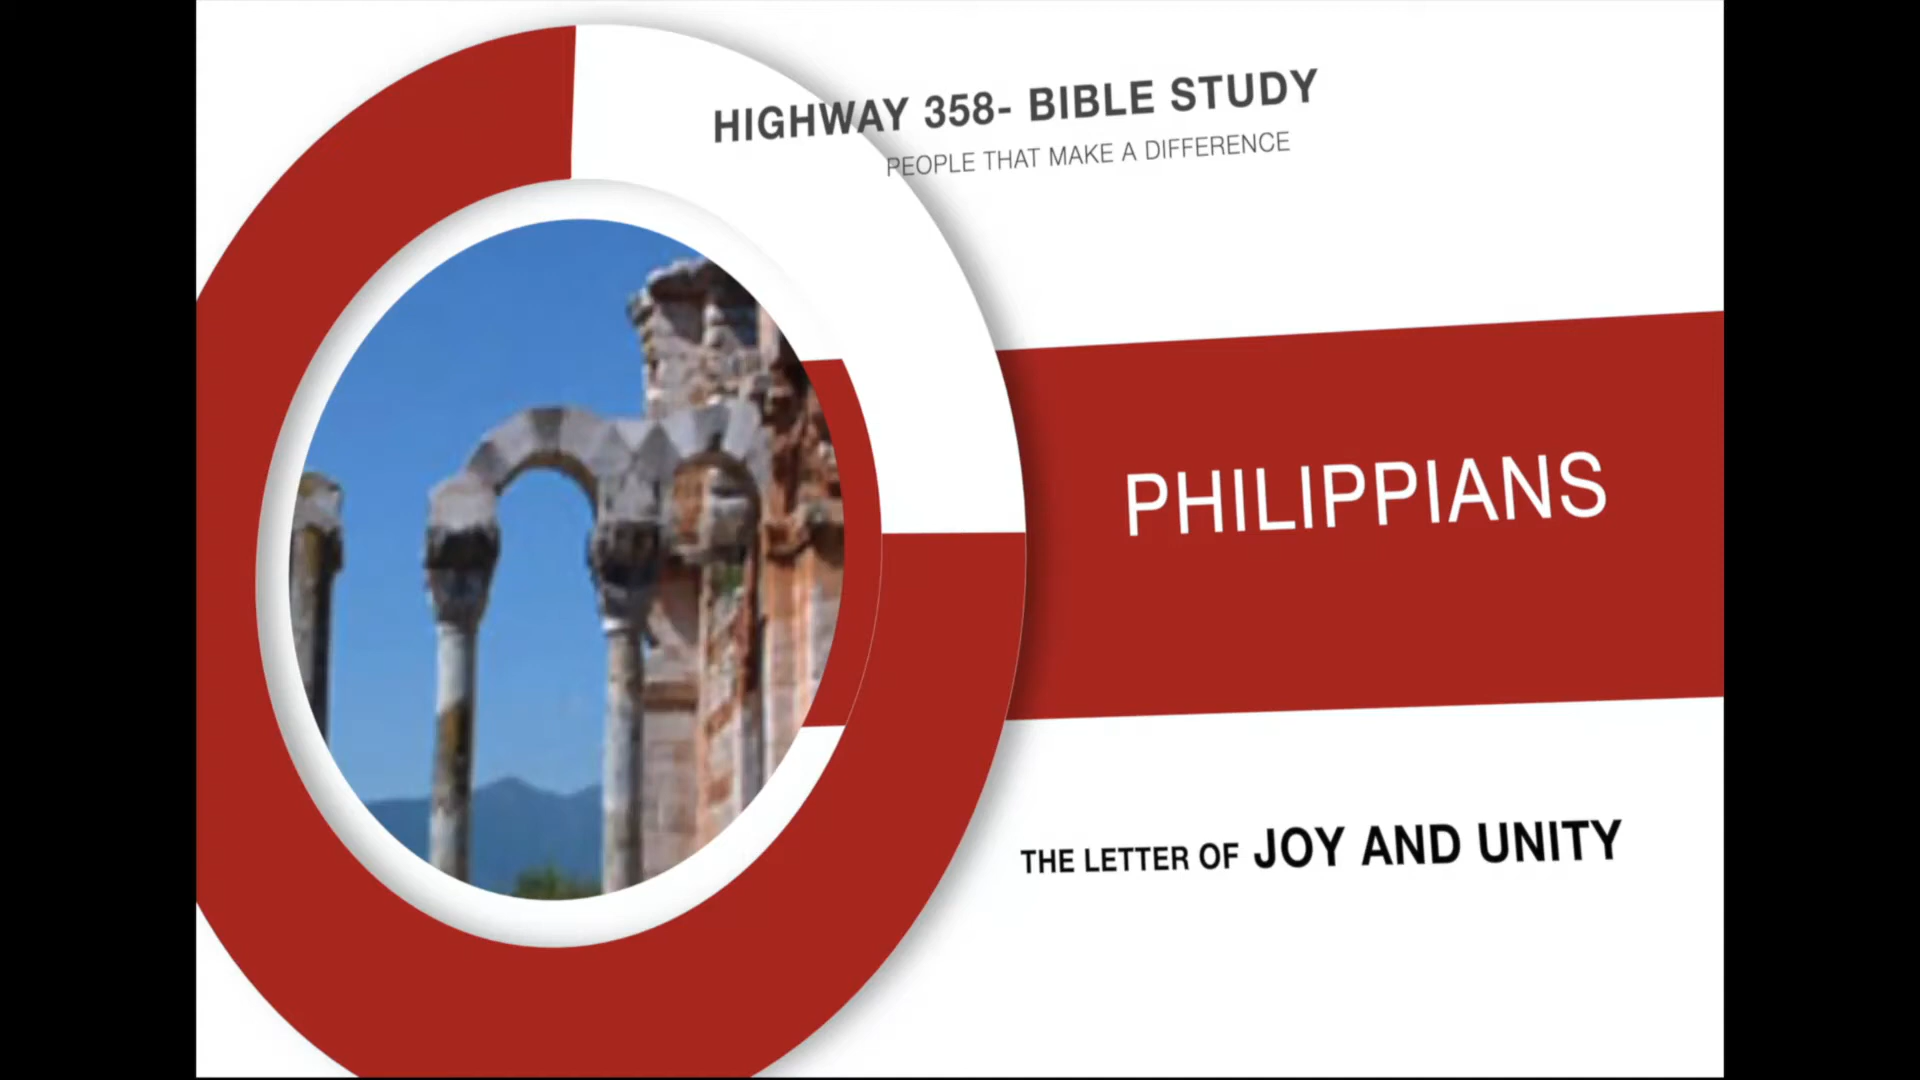 HIGHWAY 358- BIBLE STUDY
PEOPLE THAT MAKE A DIFFERENCE
PHILIPPIANS
THE LETTER OF JOY AND UNITY